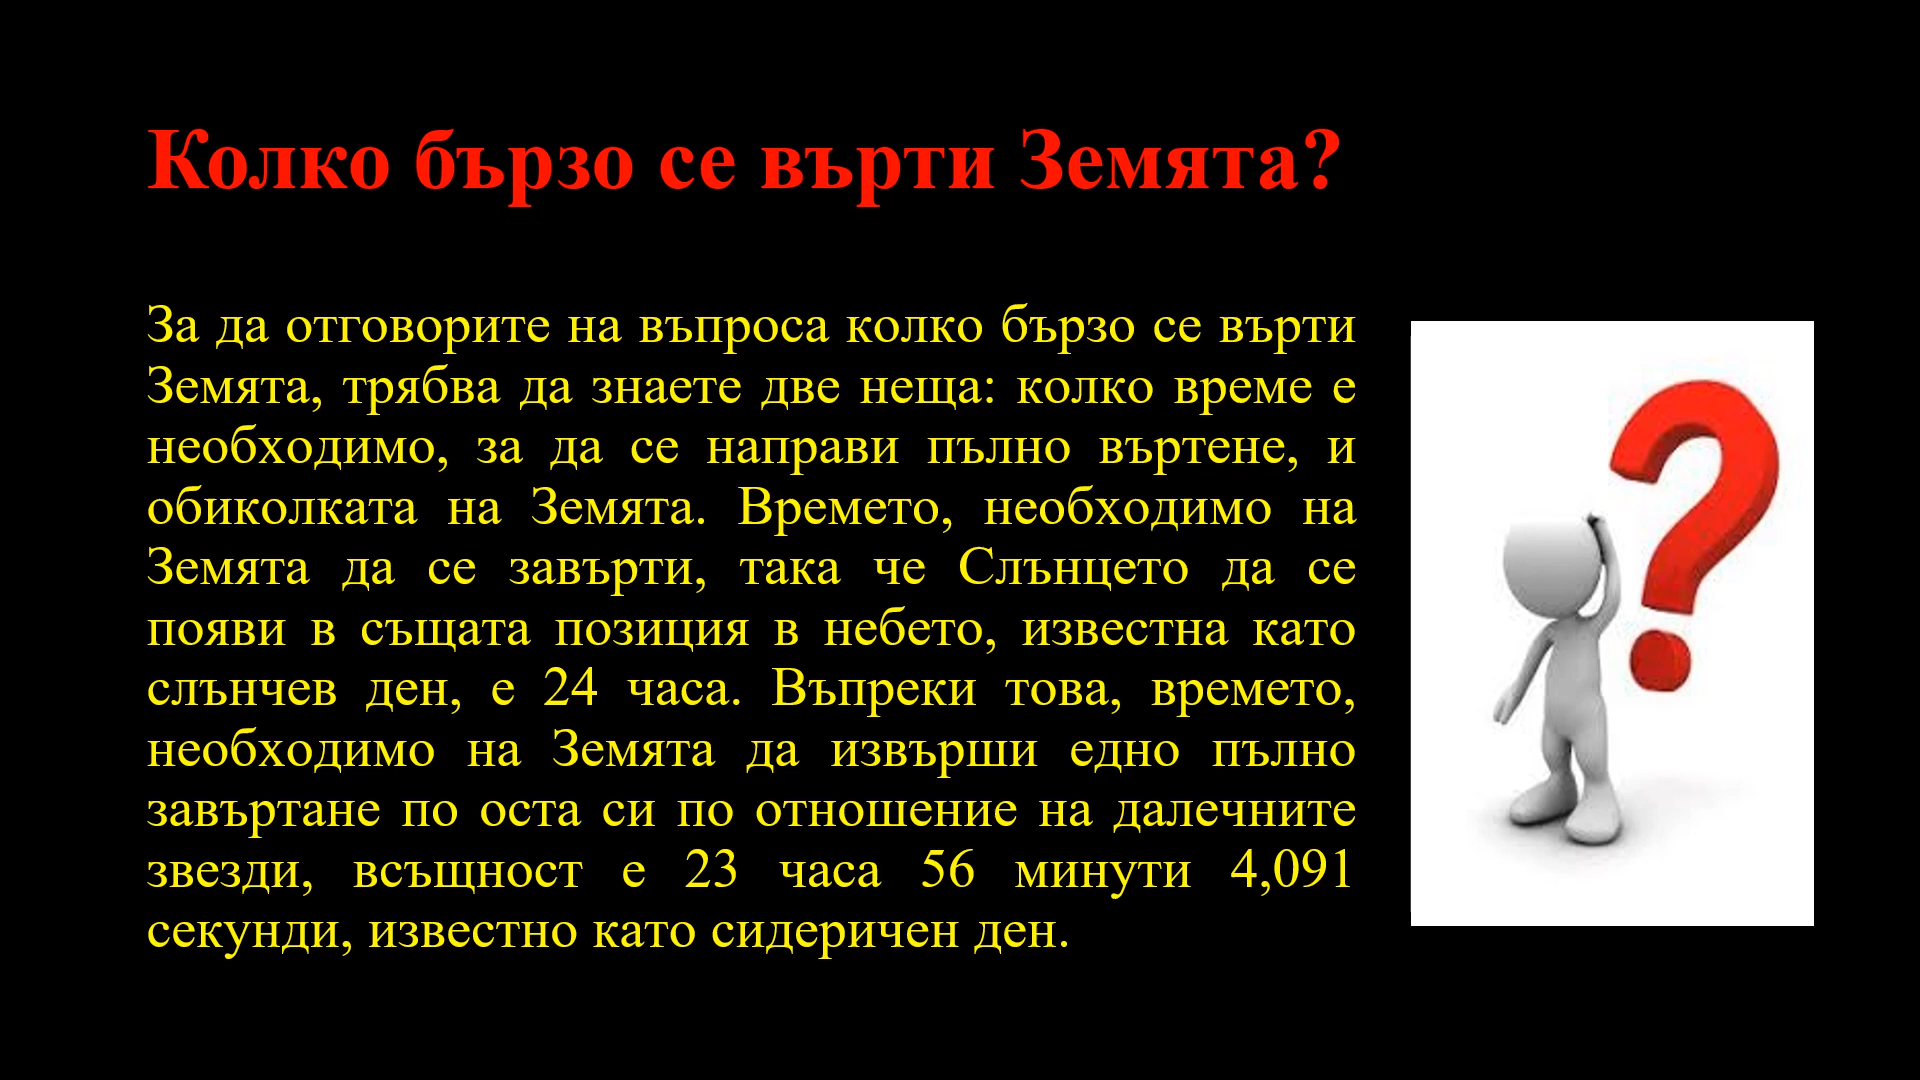 Колко бързо се върти Земята?
За да отговорите на въпроса колко бързо се върти
Земята, трябва да знаете две неща: колко време е
необходимо, за да се направи пълно въртене, и
обиколката на Земята. Времето, необходимо на
Земята да се завърти, така че Слънцето да се
появи в същата позиция в небето, известна като
слънчев ден, е 24 часа. Въпреки това, времето,
необходимо на Земята да извърши едно пълно
завъртане по оста си по отношение на далечните
звезди, всъщност е 23 часа 56 минути 4,091
секунди, известно като сидеричен ден.